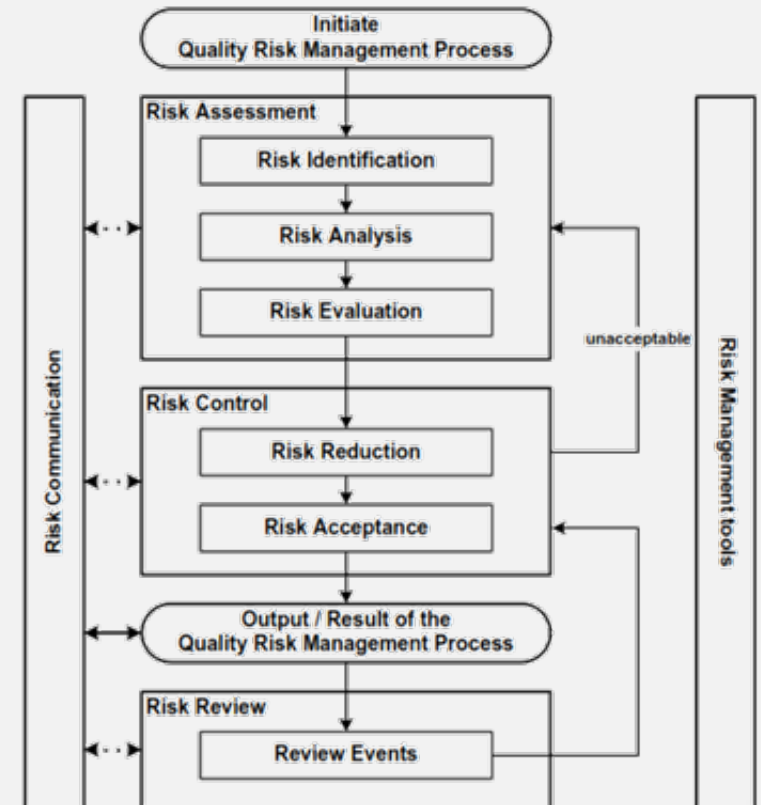 Initiate
Quality Risk Management Process
Risk Assessment
Risk Identification
Risk Analysis
Risk Evaluation
unacceptable
Risk Communication
Risk Management tools
Risk Control
Risk Reduction
Risk Acceptance
Output / Result of the
Quality Risk Management Process
Risk Review
Review Events